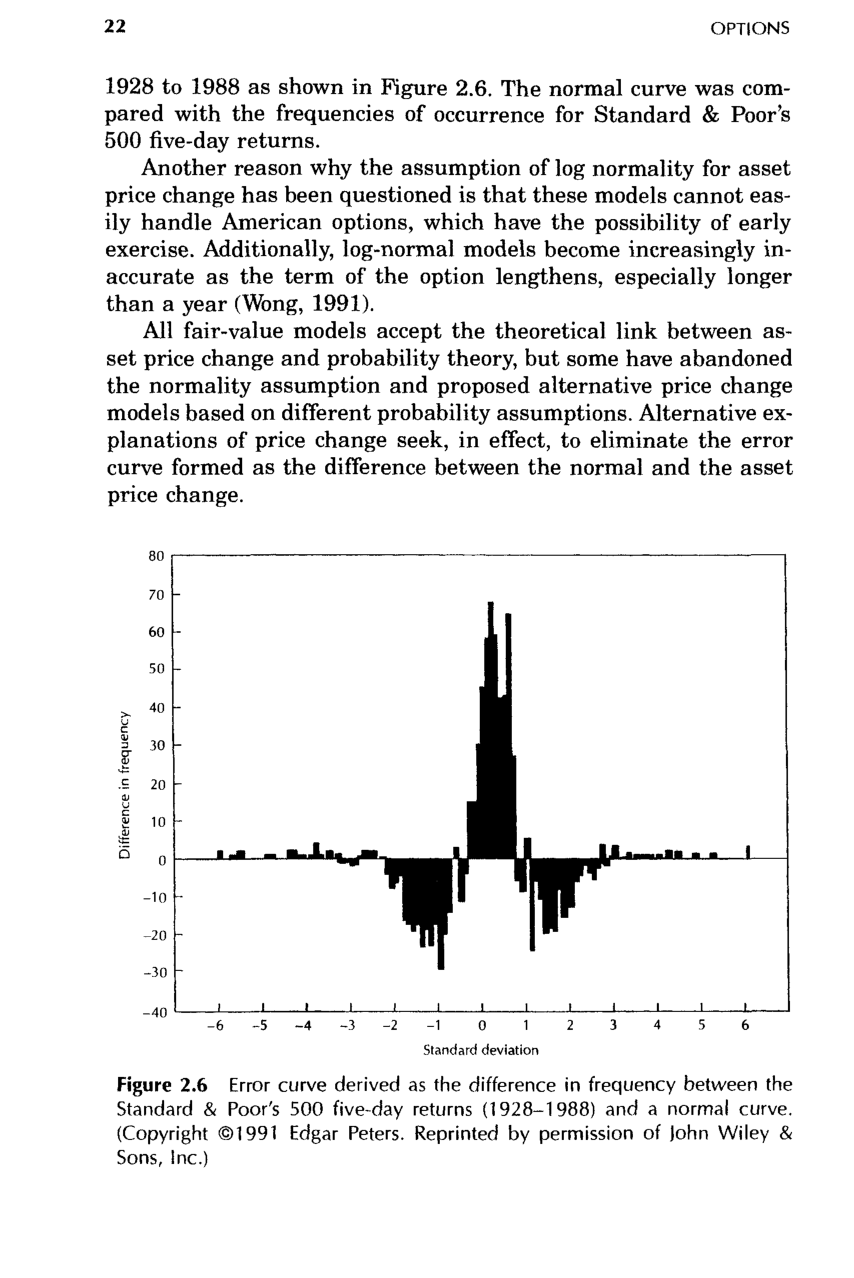 22 OPTIONS
1928 to 1988 as shown in Figure 2.6. The normal curve was com-
pared with the frequencies of occurrence for Standard & Poor's
500 five-day returns.
Another reason why the assumption of log normality for asset
price change has been questioned is that these models cannot eas-
ily handle American options, which have the possibility of early
exercise. Additionally, log-normal models become increasingly in-
accurate as the term of the option lengthens, especially longer
than a year (Wong, 1991).
All fair-value models accept the theoretical link between as-
set price change and probability theory, but some have abandoned
the normality assumption and proposed alternative price change
models based on different probability assumptions. Alternative ex-
planations of price change seek, in effect, to eliminate the error
curve formed as the difference between the normal and the asset
price change.
80
70
60
50
40
30
20
10
0
-10
-20
-30
-40
Difference in frequency
-6 -5 -4 -3 -2 -1 0 1 2 3 4 5 6
Standard deviation
Figure 2.6 Error curve derived as the difference in frequency between the
Standard & Poor's 500 five-day returns (1928–1988) and a normal curve.
(Copyright ©1991 Edgar Peters. Reprinted by permission of John Wiley &
Sons, Inc.)